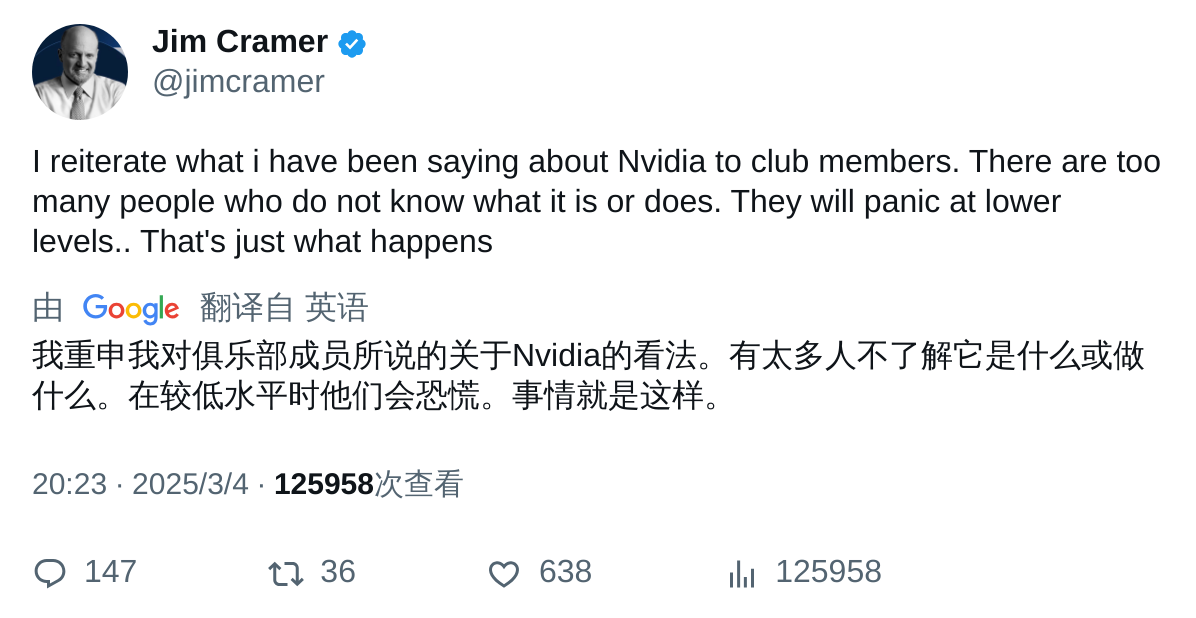 Jim Cramer
@jimcramer
I reiterate what i have been saying about Nvidia to club members. There are too
many people who do not know what it is or does. They will panic at lower
levels.. That's just what happens
由 Google 翻译自 英语
我重申我对俱乐部成员所说的关于Nvidia的看法。有太多人不了解它是什么或做
什么。在较低水平时他们会恐慌。事情就是这样。
20:23 · 2025/3/4 · 125958次查看
147 36 638 125958